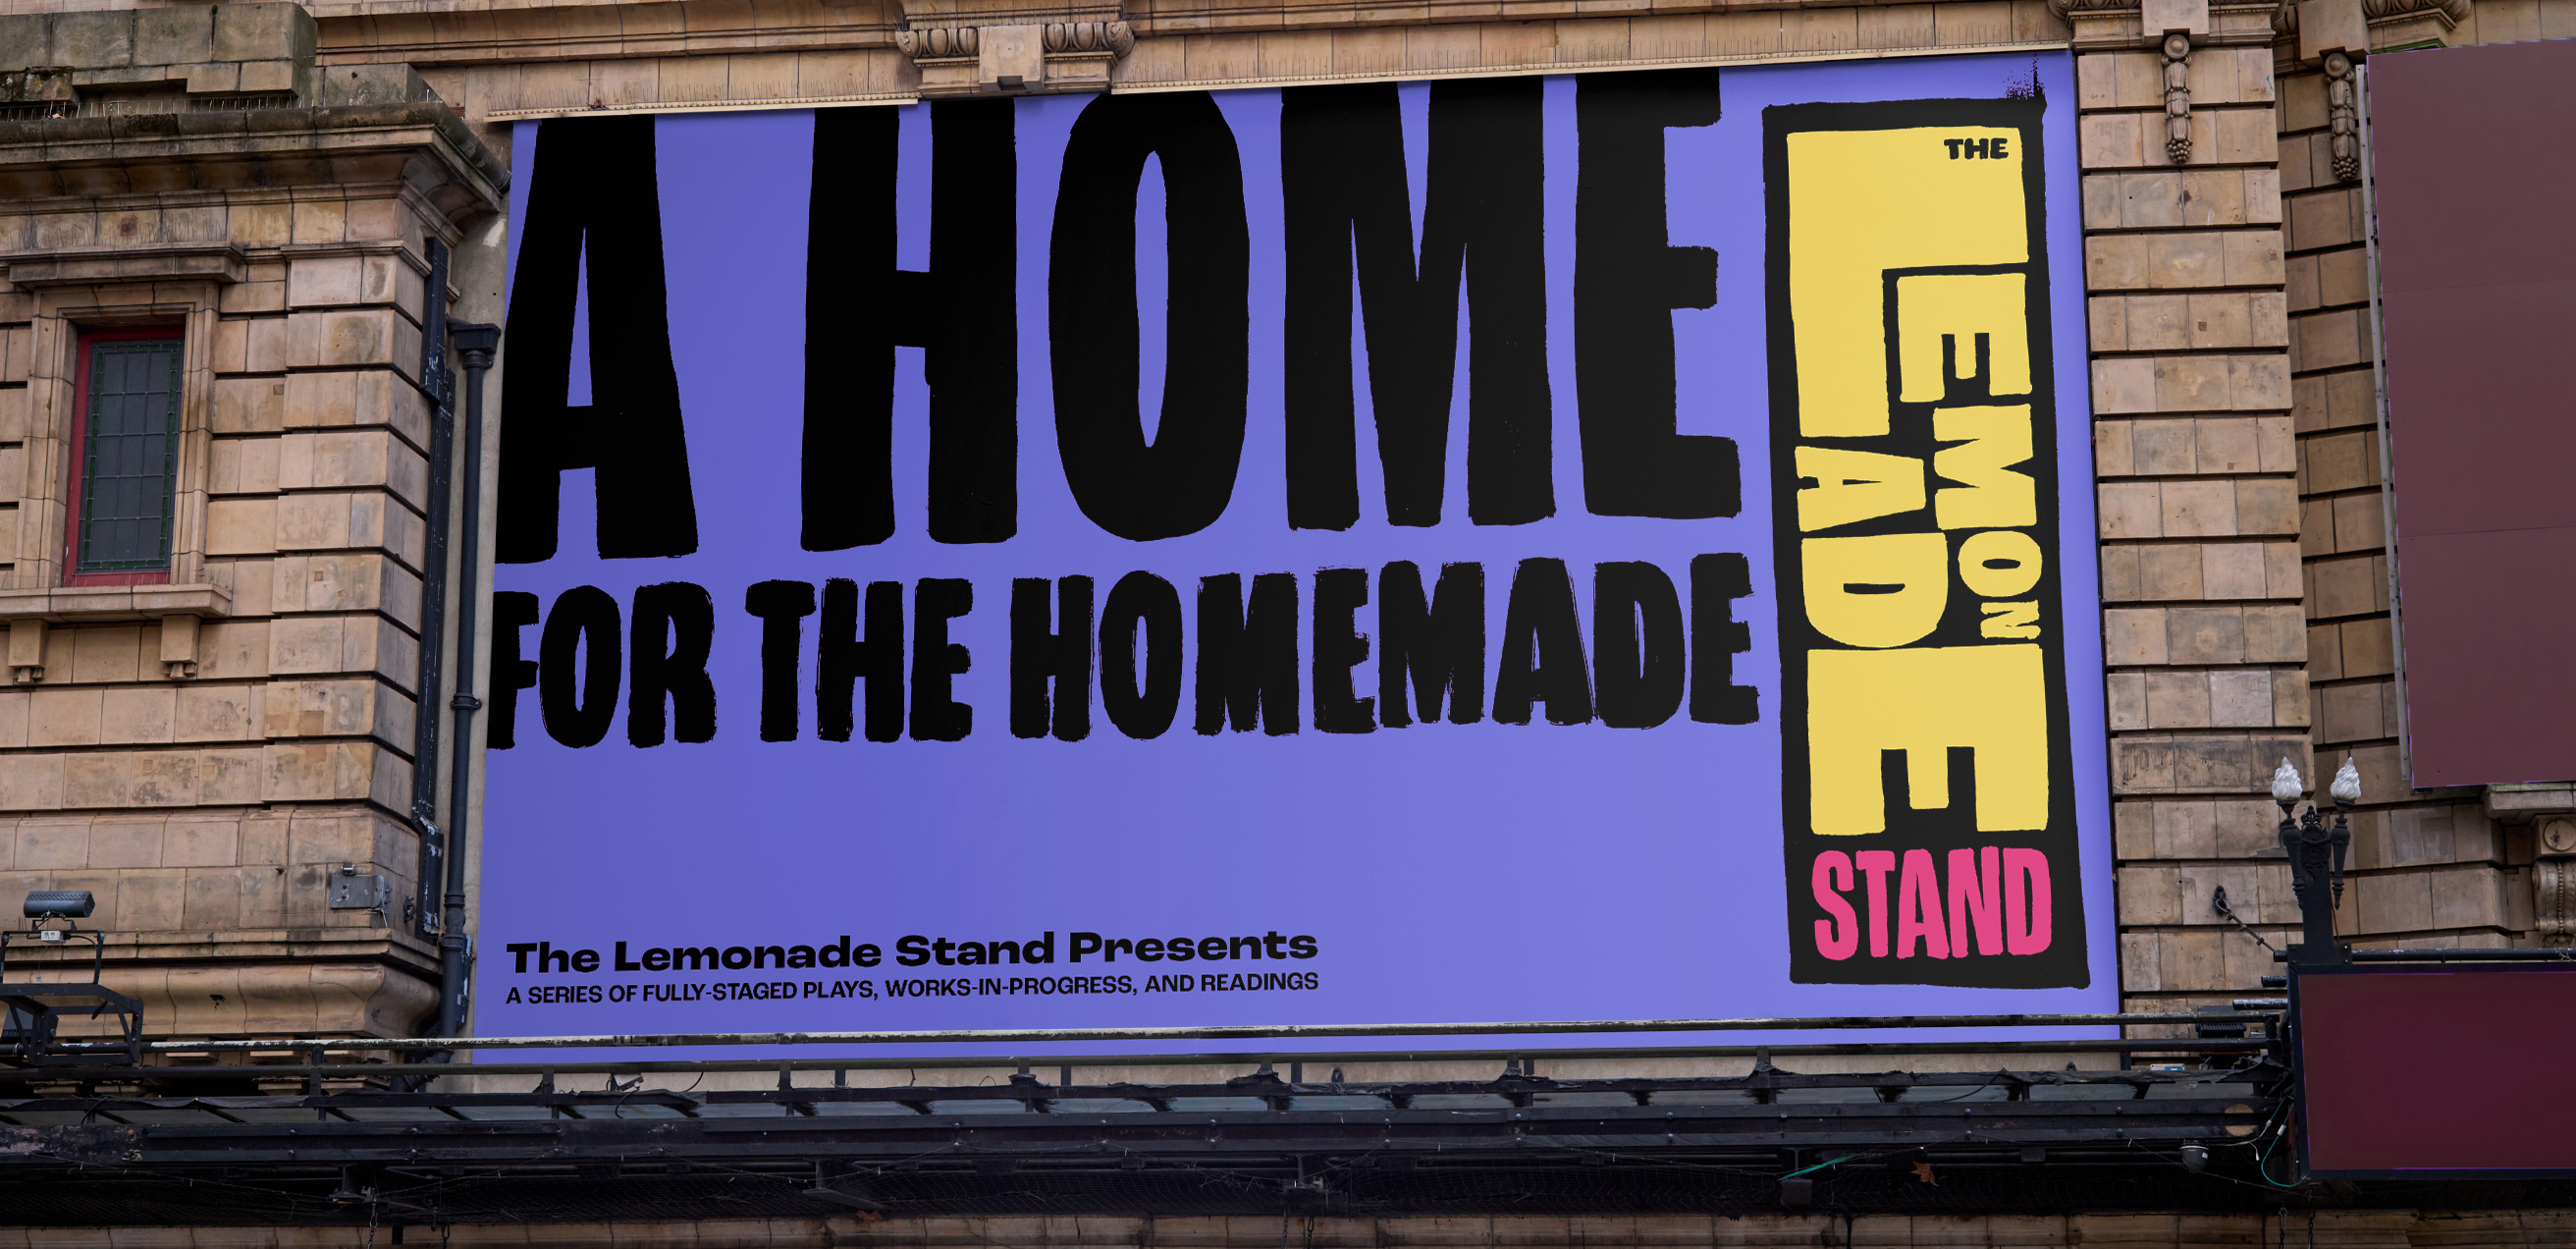 A HOME
FOR THE HOMEMADE
The Lemonade Stand Presents
A SERIES OF FULLY-STAGED PLAYS, WORKS-IN-PROGRESS, AND READINGS
THE
LEMON
ADE
STAND